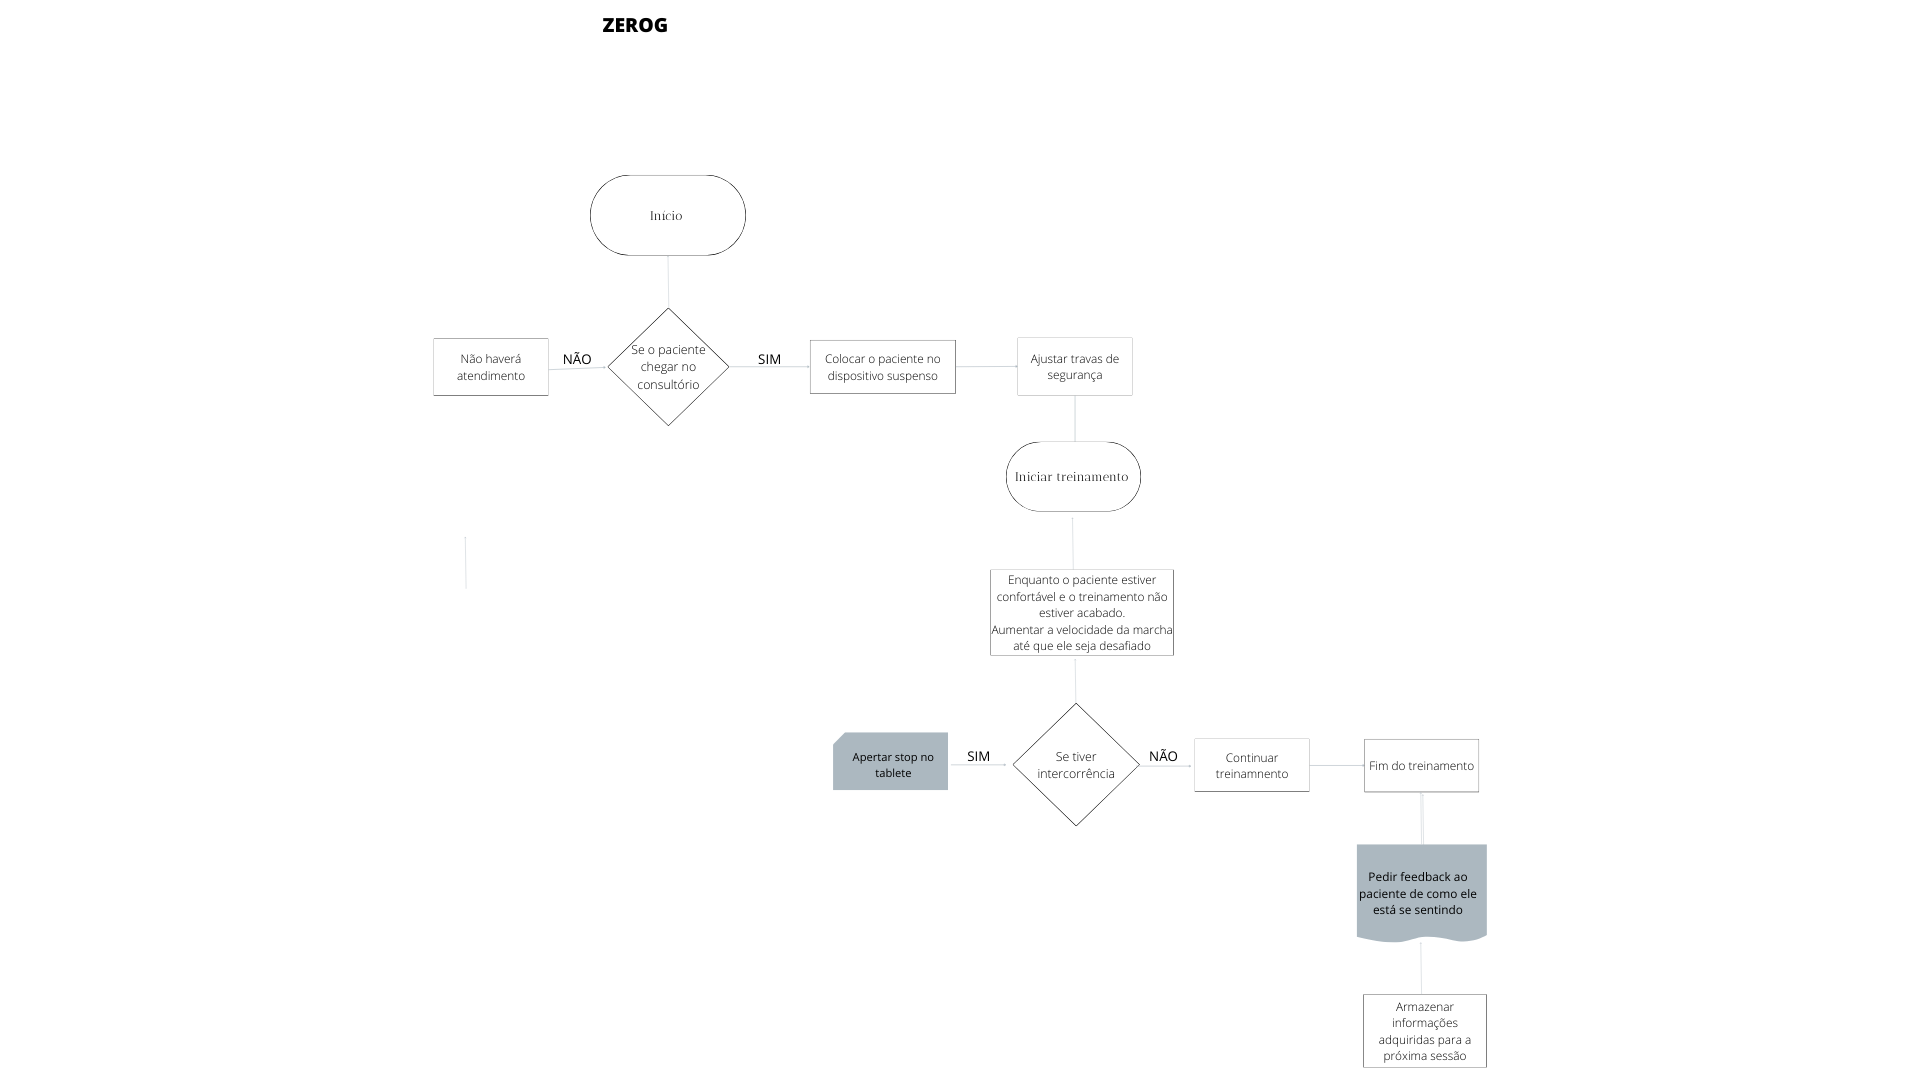 ZEROG
Início
Não haverá
atendimento
NÃO
Se o paciente
chegar no
consultório
SIM
Colocar o paciente no
dispositivo suspenso
Ajustar travas de
segurança
Iniciar treinamento
Enquanto o paciente estiver
confortável e o treinamento não
estiver acabado.
Aumentar a velocidade da marcha
até que ele seja desafiado
Apertar stop no
tablete
SIM
Se tiver
intercorrência
NÃO
Continuar
treinamnento
Fim do treinamento
Pedir feedback ao
paciente de como ele
está se sentindo
Armazenar
informações
adquiridas para a
próxima sessão